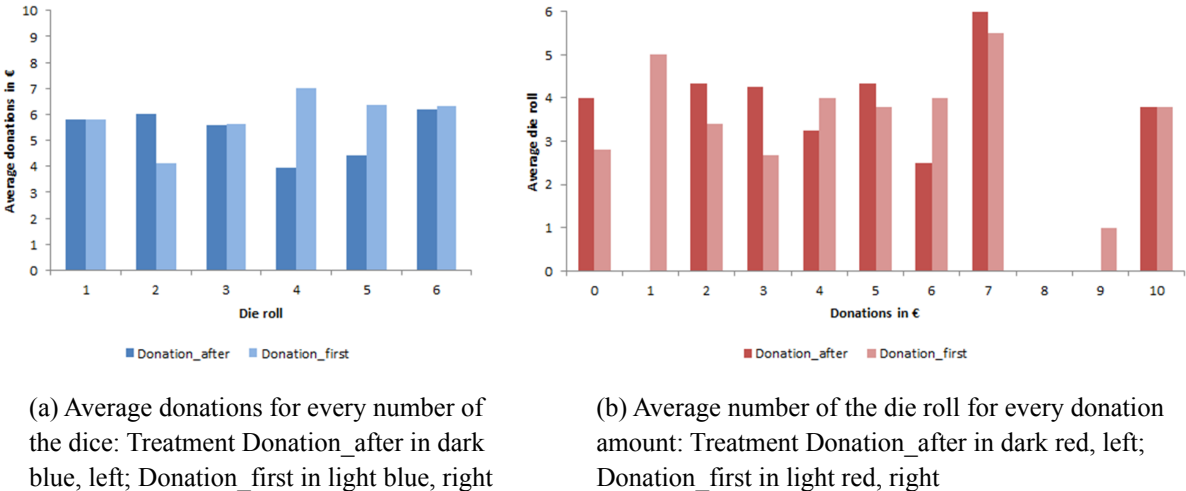 10
9
8
7
6
5
4
3
2
1
0
Average donations in €
1 2 3 4 5 6
Die roll
Donation_after Donation_first
6
5
4
3
2
1
0
Average die roll
0 1 2 3 4 5 6 7 8 9 10
Donations in €
Donation_after Donation_first
(a) Average donations for every number of
the dice: Treatment Donation_after in dark
blue, left; Donation_first in light blue, right
(b) Average number of the die roll for every donation
amount: Treatment Donation_after in dark red, left;
Donation_first in light red, right